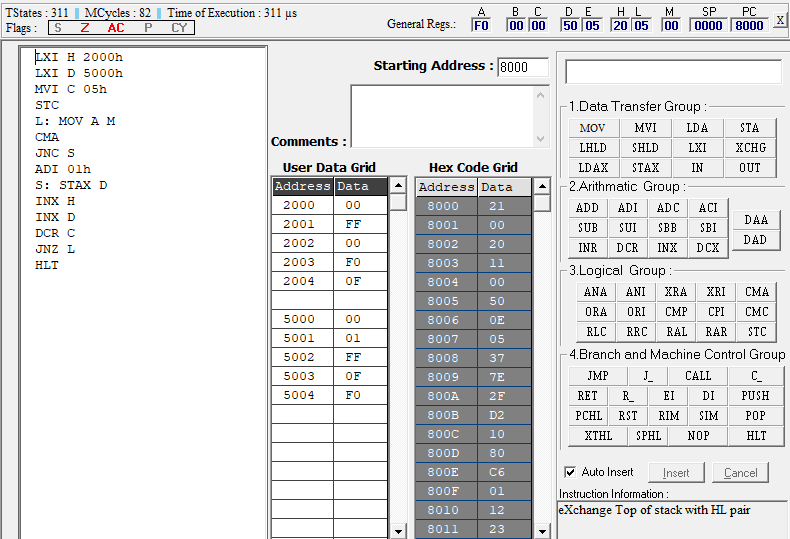 TStates : 311 MCycles : 82 Time of Execution : 311 µs
Flags : S Z AC P CY
General Regs.: A B C D E H L M SP PC
F0 00 00 50 05 20 05 00 0000 8000 X
LXI H 2000h
LXI D 5000h
MVI C 05h
STC
L: MOV A M
CMA
JNC S
ADI 01h
S: STAX D
INX H
INX D
DCR C
JNZ L
HLT
Starting Address : 8000
Comments :
User Data Grid
Address Data
2000 00
2001 FF
2002 00
2003 F0
2004 0F
5000 00
5001 01
5002 FF
5003 0F
5004 F0
Hex Code Grid
Address Data
8000 21
8001 00
8002 20
8003 11
8004 00
8005 50
8006 0E
8007 05
8008 37
8009 7E
800A 2F
800B D2
800C 10
800D 80
800E C6
800F 01
8010 12
8011 23
1.Data Transfer Group :
MOV MVI LDA STA
LHLD SHLD LXI XCHG
LDAX STAX IN OUT
2.Arithmatic Group :
ADD ADI ADC ACI
SUB SUI SBB SBI
INR DCR INX DCX
DAA
DAD
3.Logical Group :
ANA ANI XRA XRI CMA
ORA ORI CMP CPI CMC
RLC RRC RAL RAR STC
4.Branch and Machine Control Group
JMP J_ CALL C_
RET R_ EI DI PUSH
PCHL RST RIM SIM POP
XTHL SPHL NOP HLT
Auto Insert Insert Cancel
Instruction Information :
eXchange Top of stack with HL pair